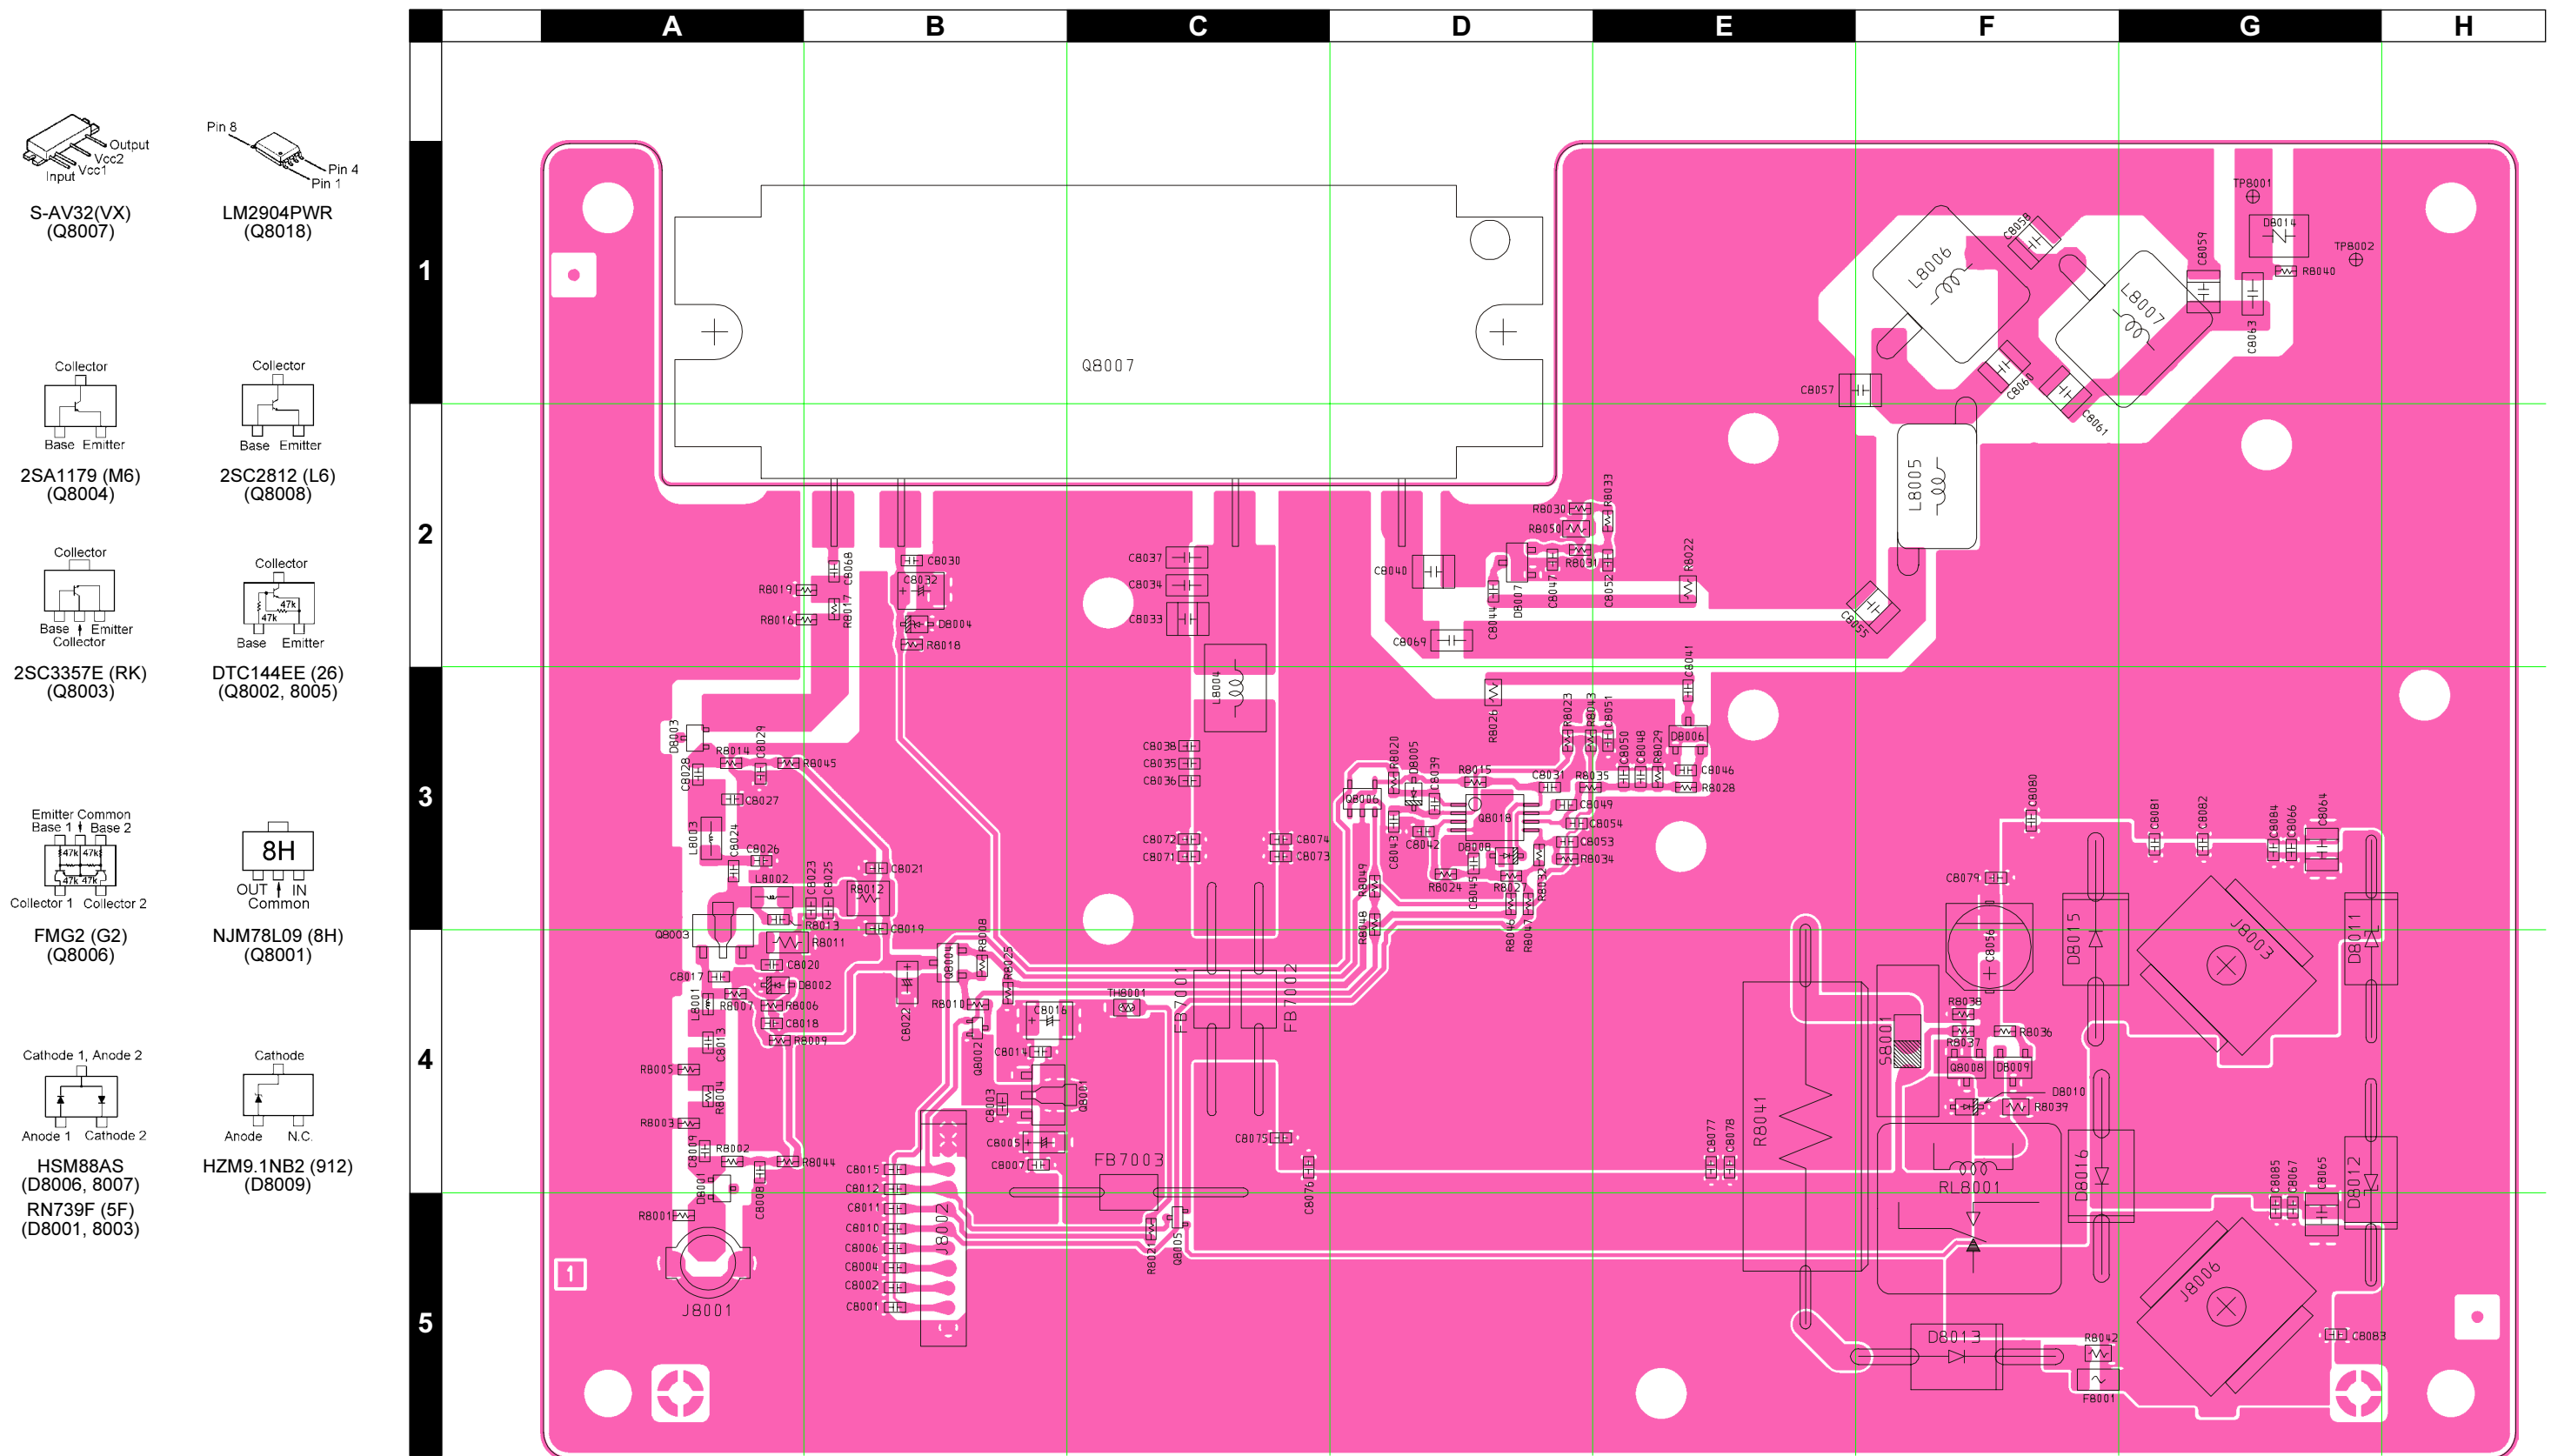 A B C D E F G H
1
2
3
4
5
Pin 8
Output
Vcc2
Vcc1
Input
Pin 4
Pin 1
S-AV32(VX)
(Q8007)
LM2904PWR
(Q8018)
Collector
Base Emitter
2SA1179 (M6)
(Q8004)
Collector
Base Emitter
2SC2812 (L6)
(Q8008)
Collector
Base Emitter
Collector
2SC3357E (RK)
(Q8003)
Collector
47k
47k
Base Emitter
DTC144EE (26)
(Q8002, 8005)
Emitter Common
Base 1 Base 2
47k 47k
47k 47k
Collector 1 Collector 2
FMG2 (G2)
(Q8006)
8H
OUT IN
Common
NJM78L09 (8H)
(Q8001)
Cathode 1, Anode 2
Anode 1 Cathode 2
HSM88AS
(D8006, 8007)
RN739F (5F)
(D8001, 8003)
Cathode
Anode N.C.
HZM9.1NB2 (912)
(D8009)
Q8007
TP8001
D8014
TP8002
C8059
R8040
C8063
C8058
L8006
L8007
C8057
C8060
C8061
L8005
C8055
R8033
R8030
R8050
R8031
C8047
C8052
R8022
D8007
C8044
C8040
C8069
C8037
C8034
C8033
C8068
C8030
C8032
R8019
R8017
R8016
D8004
R8018
L8004
C8041
R8026
R8023
R8043
C8051
D8006
C8050
C8048
R8029
C8046
R8028
D8003
R8014
C8029
R8045
C8028
C8027
L8003
C8024
C8026
L8002
C8023
C8025
C8021
R8012
C8019
R8013
Q8003
R8011
C8038
C8035
C8036
C8072
C8071
C8074
C8073
R8020
D8005
C8039
R8015
C8031
R8035
Q8006
Q8018
C8049
C8054
C8043
C8042
D8008
C8053
R8034
R8024
C8045
R8027
R8032
R8049
R8048
R8046
R8047
C8080
C8079
C8081
C8082
C8084
C8066
C8064
C8020
C8017
D8002
L8001
R8007
R8006
C8018
C8013
R8009
R8005
R8004
R8003
C8009
R8002
R8044
D8001
C8008
R8001
J8001
1
C8022
Q8004
R8008
R8025
R8010
Q8002
C8016
C8014
C8003
Q8001
C8005
C8007
C8015
C8012
C8011
C8010
C8006
C8004
C8002
C8001
J8002
TH8001
FB7001
FB7002
FB7003
C8075
C8076
R8021
Q8005
C8077
C8078
R8041
S8001
C8056
R8038
R8037
R8036
Q8008
D8009
D8010
R8039
RL8001
D8015
D8016
J8003
D8011
C8085
C8067
C8065
D8012
J8006
C8083
D8013
R8042
F8001